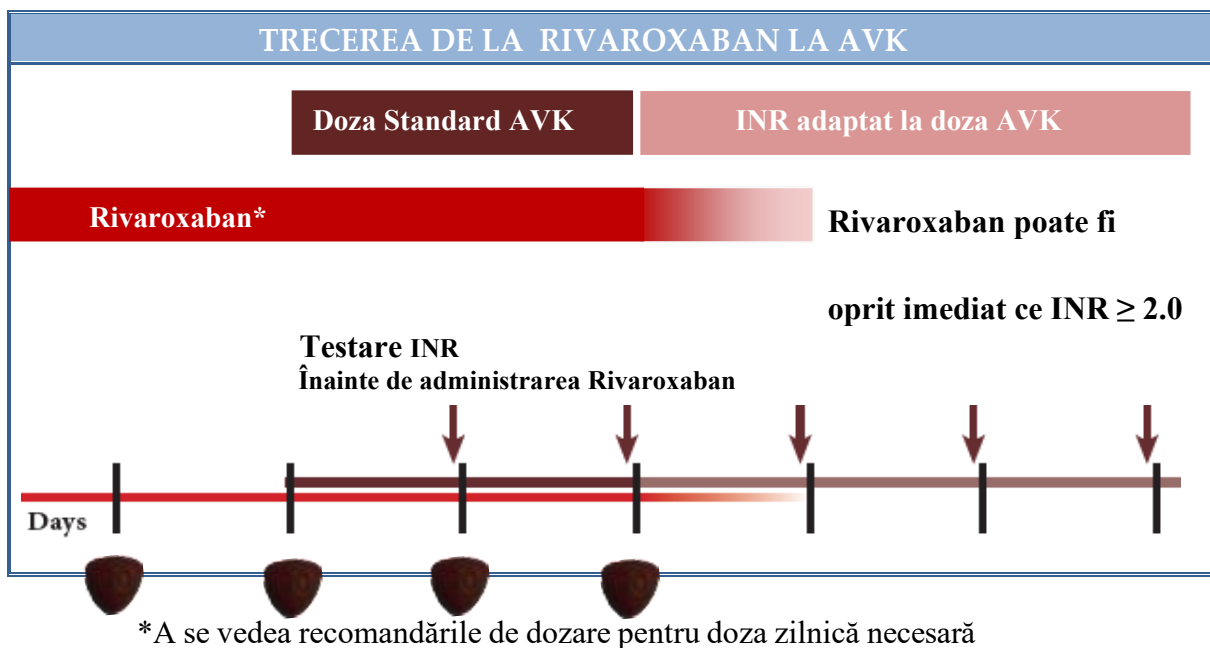 TRECEREA DE LA RIVAROXABAN LA AVK
Doza Standard AVK
INR adaptat la doza AVK
Rivaroxaban*
Rivaroxaban poate fi
oprit imediat ce INR ≥ 2.0
Testare INR
Înainte de administrarea Rivaroxaban
Days
*A se vedea recomandările de dozare pentru doza zilnică necesară